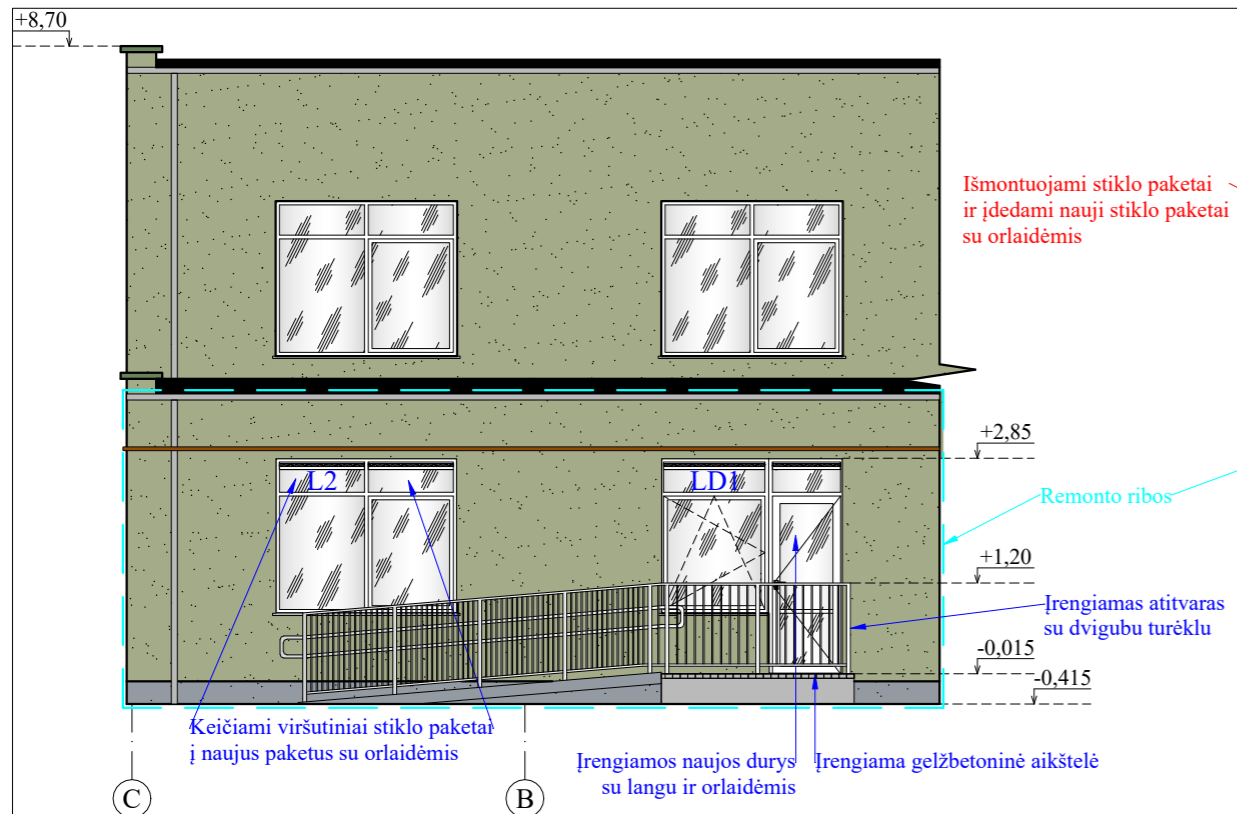 +8,70
Išmontuojami stiklo paketai
ir įdedami nauji stiklo paketai
su orlaidėmis
+2,85
L2
LD1
Remonto ribos
+1,20
Įrengiamas atitvaras
su dvigubu turėklu
-0,015
-0,415
Keičiami viršutiniai stiklo paketai
į naujus paketus su orlaidėmis
Įrengiamos naujos durys
su langu ir orlaidėmis
Įrengiama gelžbetoninė aikštelė
C
B